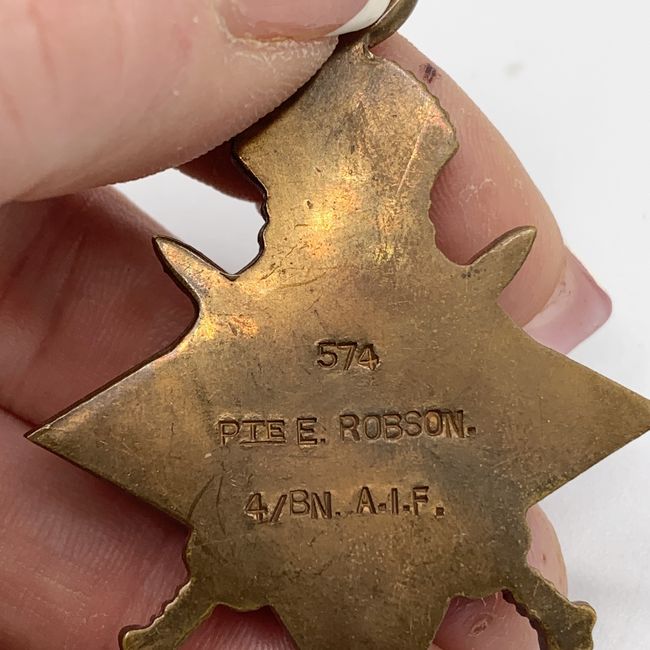 574
PTE E. ROBSON.
4/BN. A.I.F.